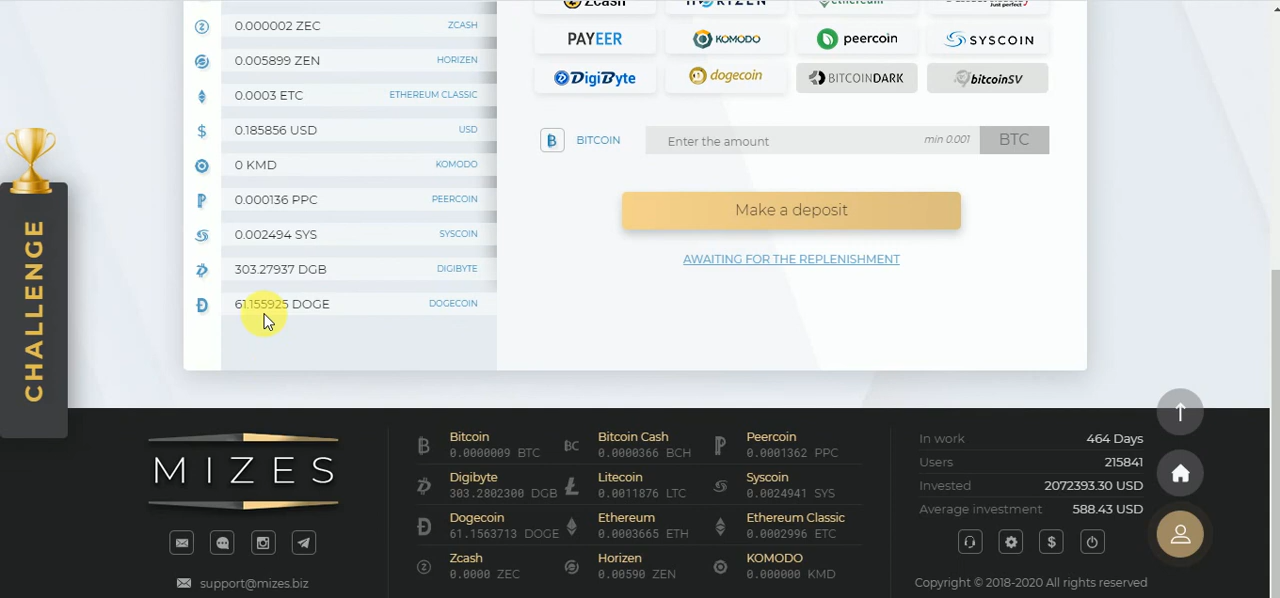 0.000002 ZEC ZCASH
0.005899 ZEN HORIZEN
0.0003 ETC ETHEREUM CLASSIC
0.185856 USD USD
0 KMD KOMODO
0.000136 PPC PEERCOIN
0.002494 SYS SYSCOIN
303.27937 DGB DIGIBYTE
61.155925 DOGE DOGECOIN
Zcash HORIZEN ethereum just perfect
PAYEER KOMODO peercoin SYSCOIN
DigiByte dogecoin BITCOINDARK bitcoinSV
BITCOIN Enter the amount min 0.001 BTC
Make a deposit
AWAITING FOR THE REPLENISHMENT
CHALLENGE
MIZES
support@mizes.biz
Bitcoin Bitcoin Cash Peercoin
0.0000009 BTC 0.0000366 BCH 0.0001362 PPC
Digibyte Litecoin Syscoin
303.2802300 DGB 0.0011876 LTC 0.0024941 SYS
Dogecoin Ethereum Ethereum Classic
61.1563713 DOGE 0.0003665 ETH 0.0002996 ETC
Zcash Horizen KOMODO
0.0000 ZEC 0.00590 ZEN 0.000000 KMD
In work 464 Days
Users 215841
Invested 2072393.30 USD
Average investment 588.43 USD
Copyright © 2018-2020 All rights reserved